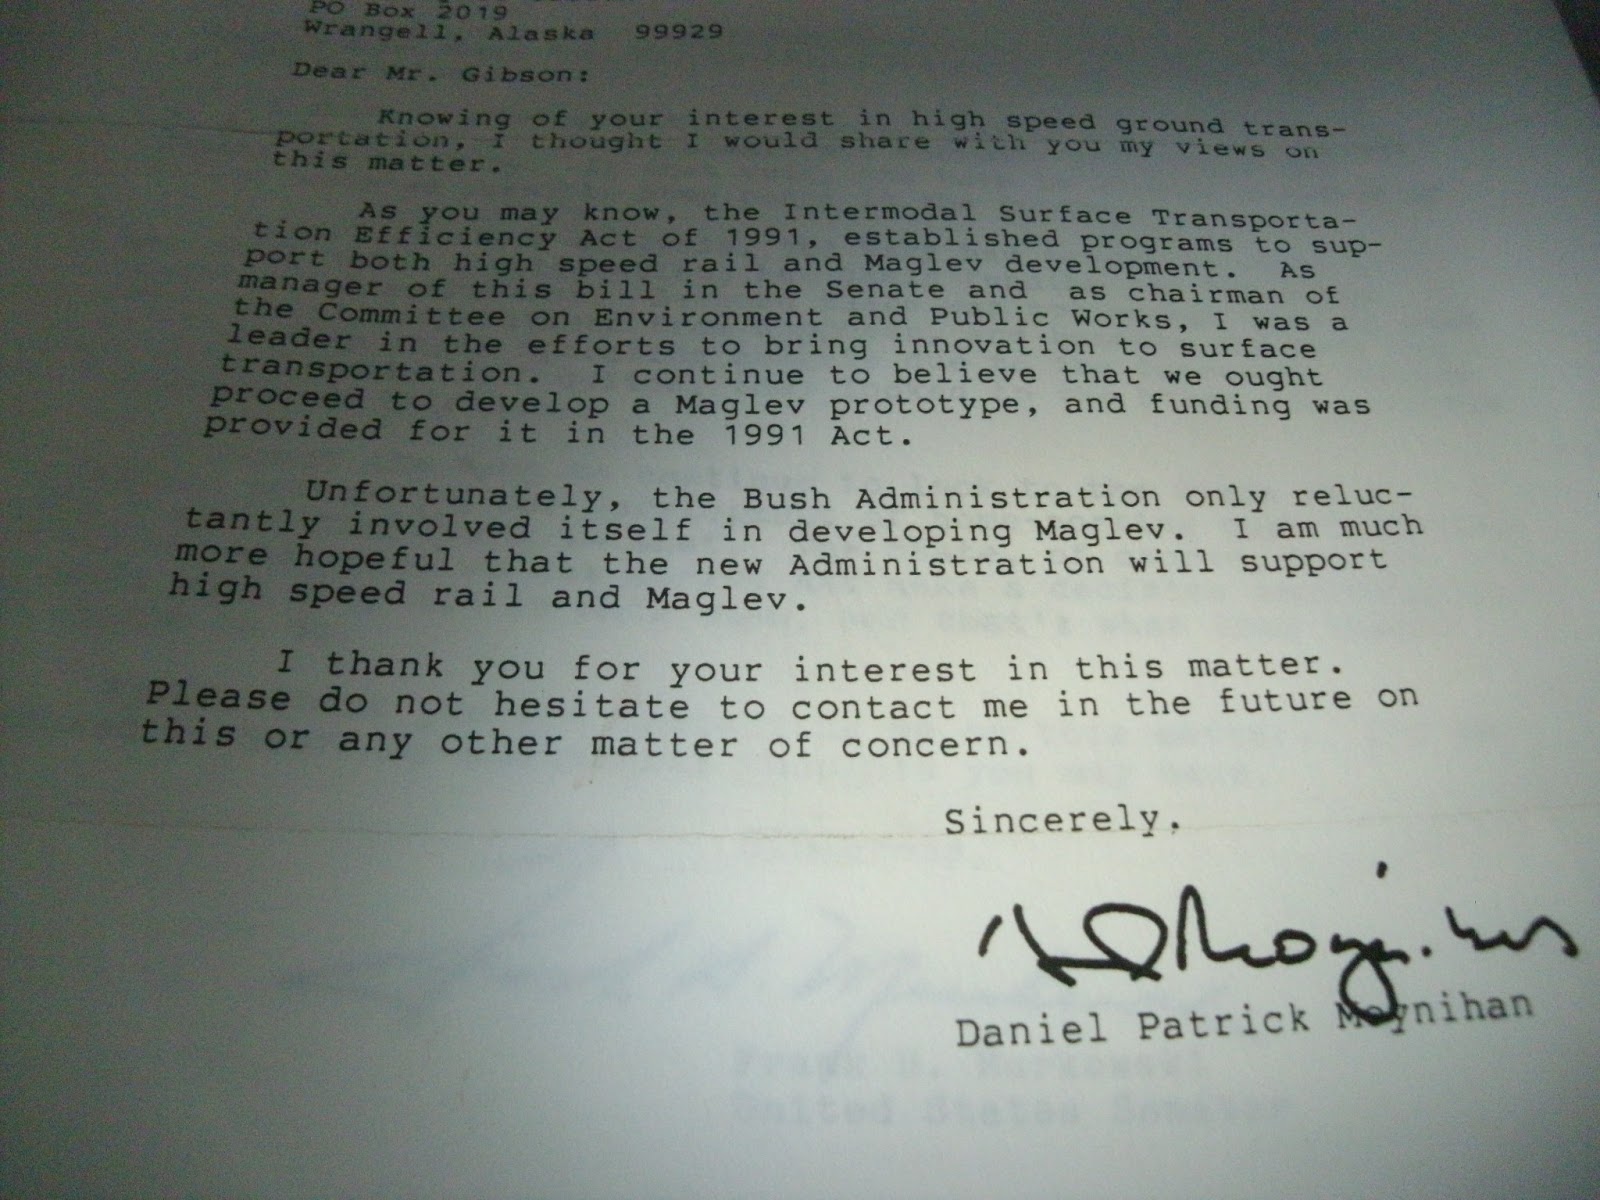 PO Box 2019
Wrangell, Alaska  99929
Dear Mr. Gibson:
Knowing of your interest in high speed ground trans-
portation, I thought I would share with you my views on
this matter.
As you may know, the Intermodal Surface Transporta-
tion Efficiency Act of 1991, established programs to sup-
port both high speed rail and Maglev development.  As
manager of this bill in the Senate and  as chairman of
the Committee on Environment and Public Works, I was a
leader in the efforts to bring innovation to surface
transportation.  I continue to believe that we ought
proceed to develop a Maglev prototype, and funding was
provided for it in the 1991 Act.
Unfortunately, the Bush Administration only reluc-
tantly involved itself in developing Maglev.  I am much
more hopeful that the new Administration will support
high speed rail and Maglev.
I thank you for your interest in this matter.
Please do not hesitate to contact me in the future on
this or any other matter of concern.
Sincerely,
Daniel Patrick Moynihan
United States Senator